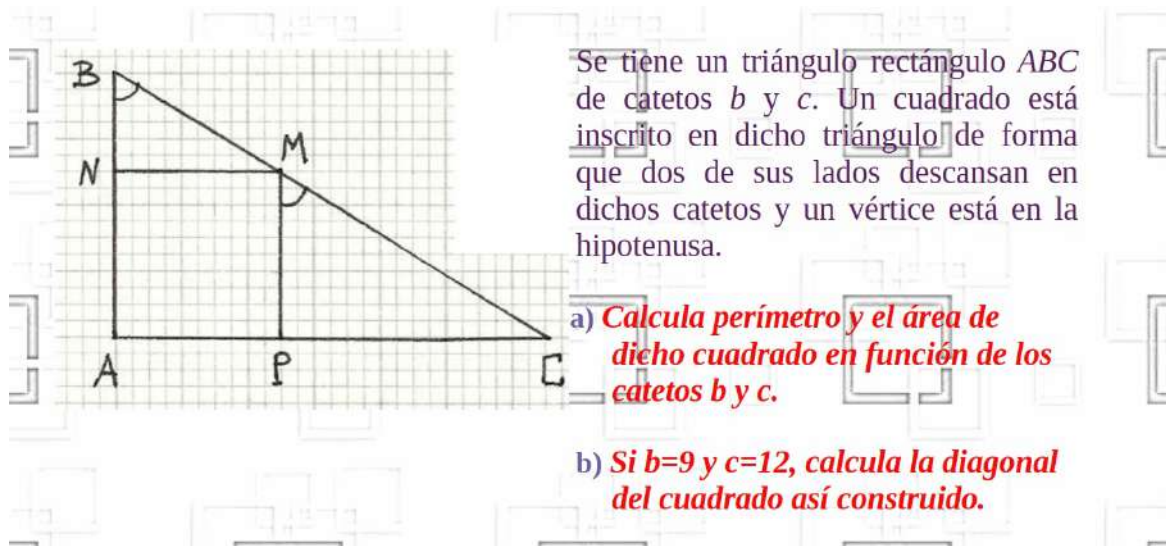 B
N
M
A
P
C
Se tiene un triángulo rectángulo ABC
de catetos b y c. Un cuadrado está
inscrito en dicho triángulo de forma
que dos de sus lados descansan en
dichos catetos y un vértice está en la
hipotenusa.
a) Calcula perímetro y el área de
dicho cuadrado en función de los
catetos b y c.
b) Si b=9 y c=12, calcula la diagonal
del cuadrado así construido.